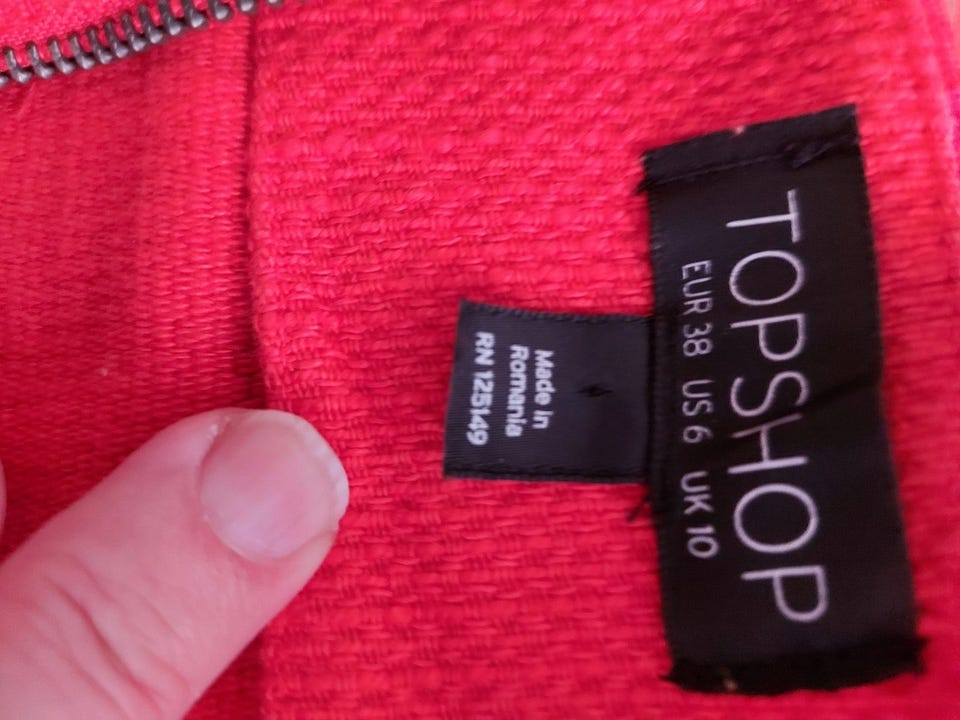 TOPSHOP
EUR 38 US 6 UK 10
Made in
Romania
RN 125149